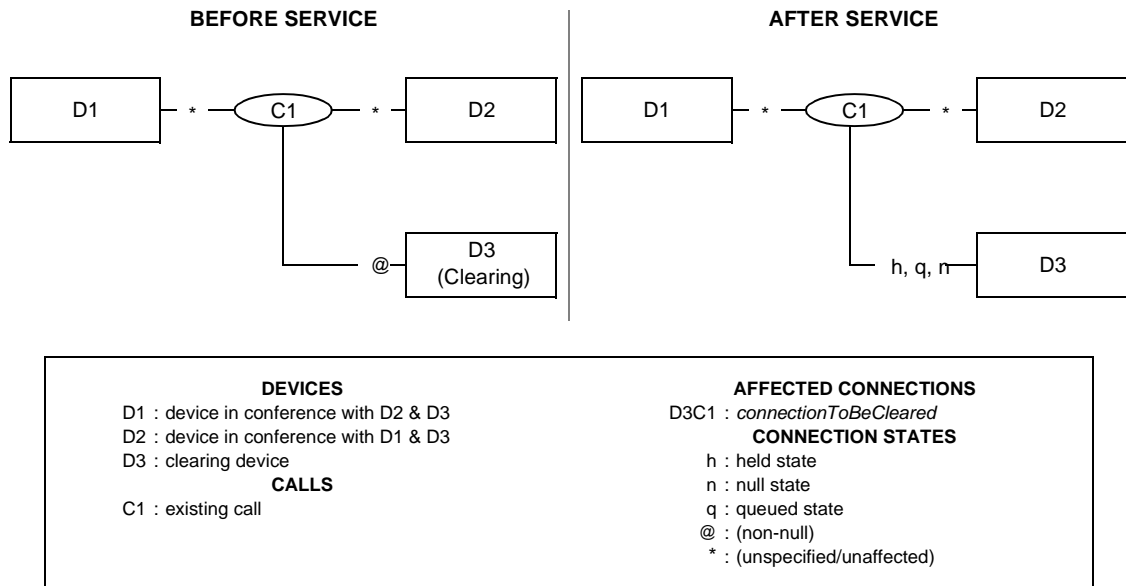 BEFORE SERVICE
AFTER SERVICE
D1 * C1 * D2
D1 * C1 * D2
@ D3
(Clearing)
h, q, n D3
DEVICES
D1 : device in conference with D2 & D3
D2 : device in conference with D1 & D3
D3 : clearing device
CALLS
C1 : existing call
AFFECTED CONNECTIONS
D3C1 : connectionToBeCleared
CONNECTION STATES
h : held state
n : null state
q : queued state
@ : (non-null)
* : (unspecified/unaffected)